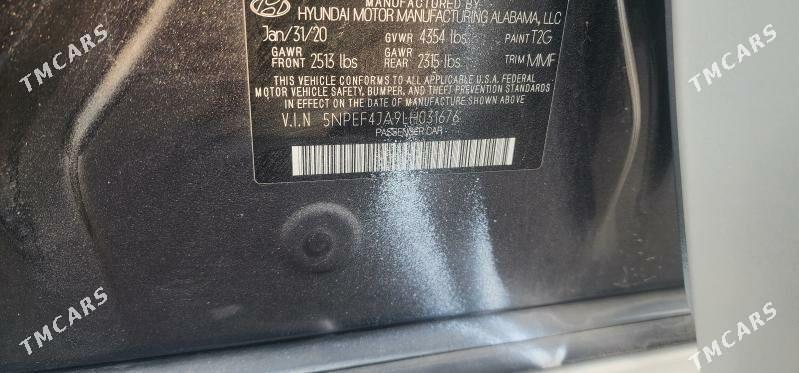 MANUFACTURED BY
HYUNDAI MOTOR MANUFACTURING ALABAMA, LLC
Jan/31/20 GVWR 4354 lbs. PAINT T2G
GAWR FRONT 2513 lbs GAWR REAR 2315 lbs TRIM MMF
THIS VEHICLE CONFORMS TO ALL APPLICABLE U.S.A. FEDERAL
MOTOR VEHICLE SAFETY, BUMPER, AND THEFT PREVENTION STANDARDS
IN EFFECT ON THE DATE OF MANUFACTURE SHOWN ABOVE
V.I.N 5NPEF4JA9LH031676
PASSENGER CAR
TMCARS
TMCARS
TMCARS
TMCARS
TMCARS
TMCARS